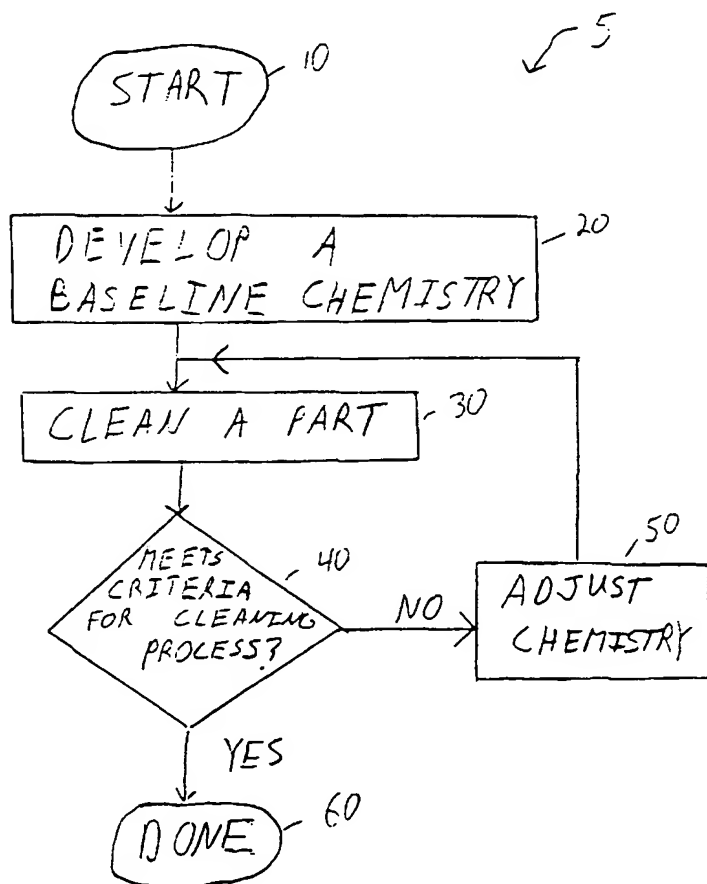 5
10
START
20
DEVELOP A
BASELINE CHEMISTRY
30
CLEAN A PART
40
MEETS
CRITERIA
FOR CLEANING
PROCESS?
NO
50
ADJUST
CHEMISTRY
YES
60
DONE